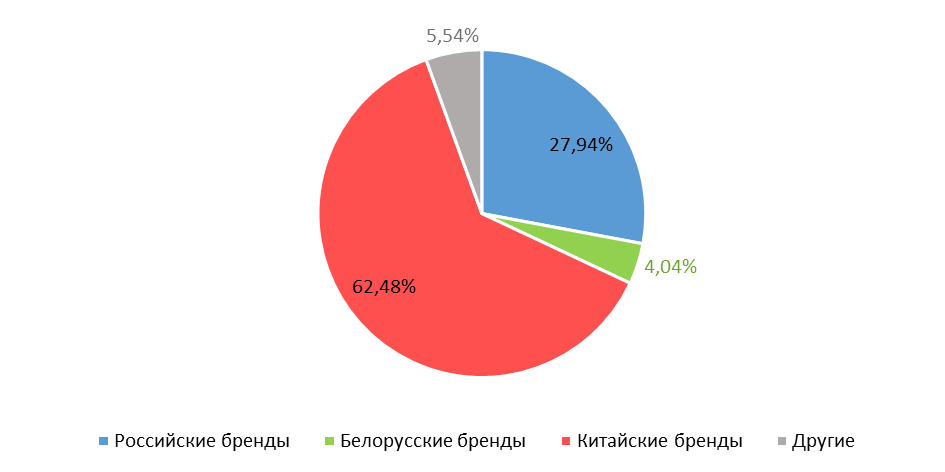 5,54%
27,94%
4,04%
62,48%
Российские бренды
Белорусские бренды
Китайские бренды
Другие